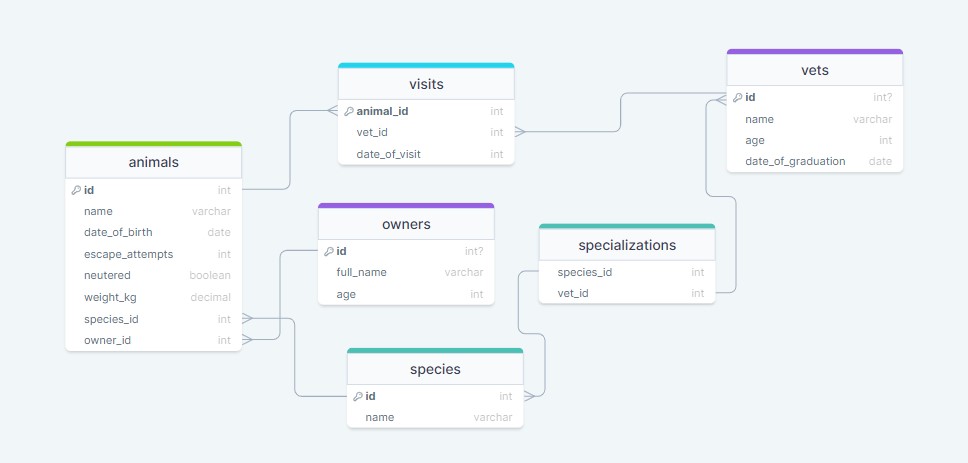 visits
animal_id int
vet_id int
date_of_visit int
vets
id int?
name varchar
age int
date_of_graduation date
animals
id int
name varchar
date_of_birth date
escape_attempts int
neutered boolean
weight_kg decimal
species_id int
owner_id int
owners
id int?
full_name varchar
age int
specializations
species_id int
vet_id int
species
id int
name varchar